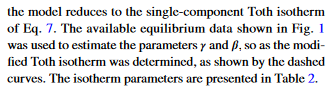 the model reduces to the single-component Toth isotherm
of Eq. 7. The available equilibrium data shown in Fig. 1
was used to estimate the parameters γ and β, so as the modi-
fied Toth isotherm was determined, as shown by the dashed
curves. The isotherm parameters are presented in Table 2.